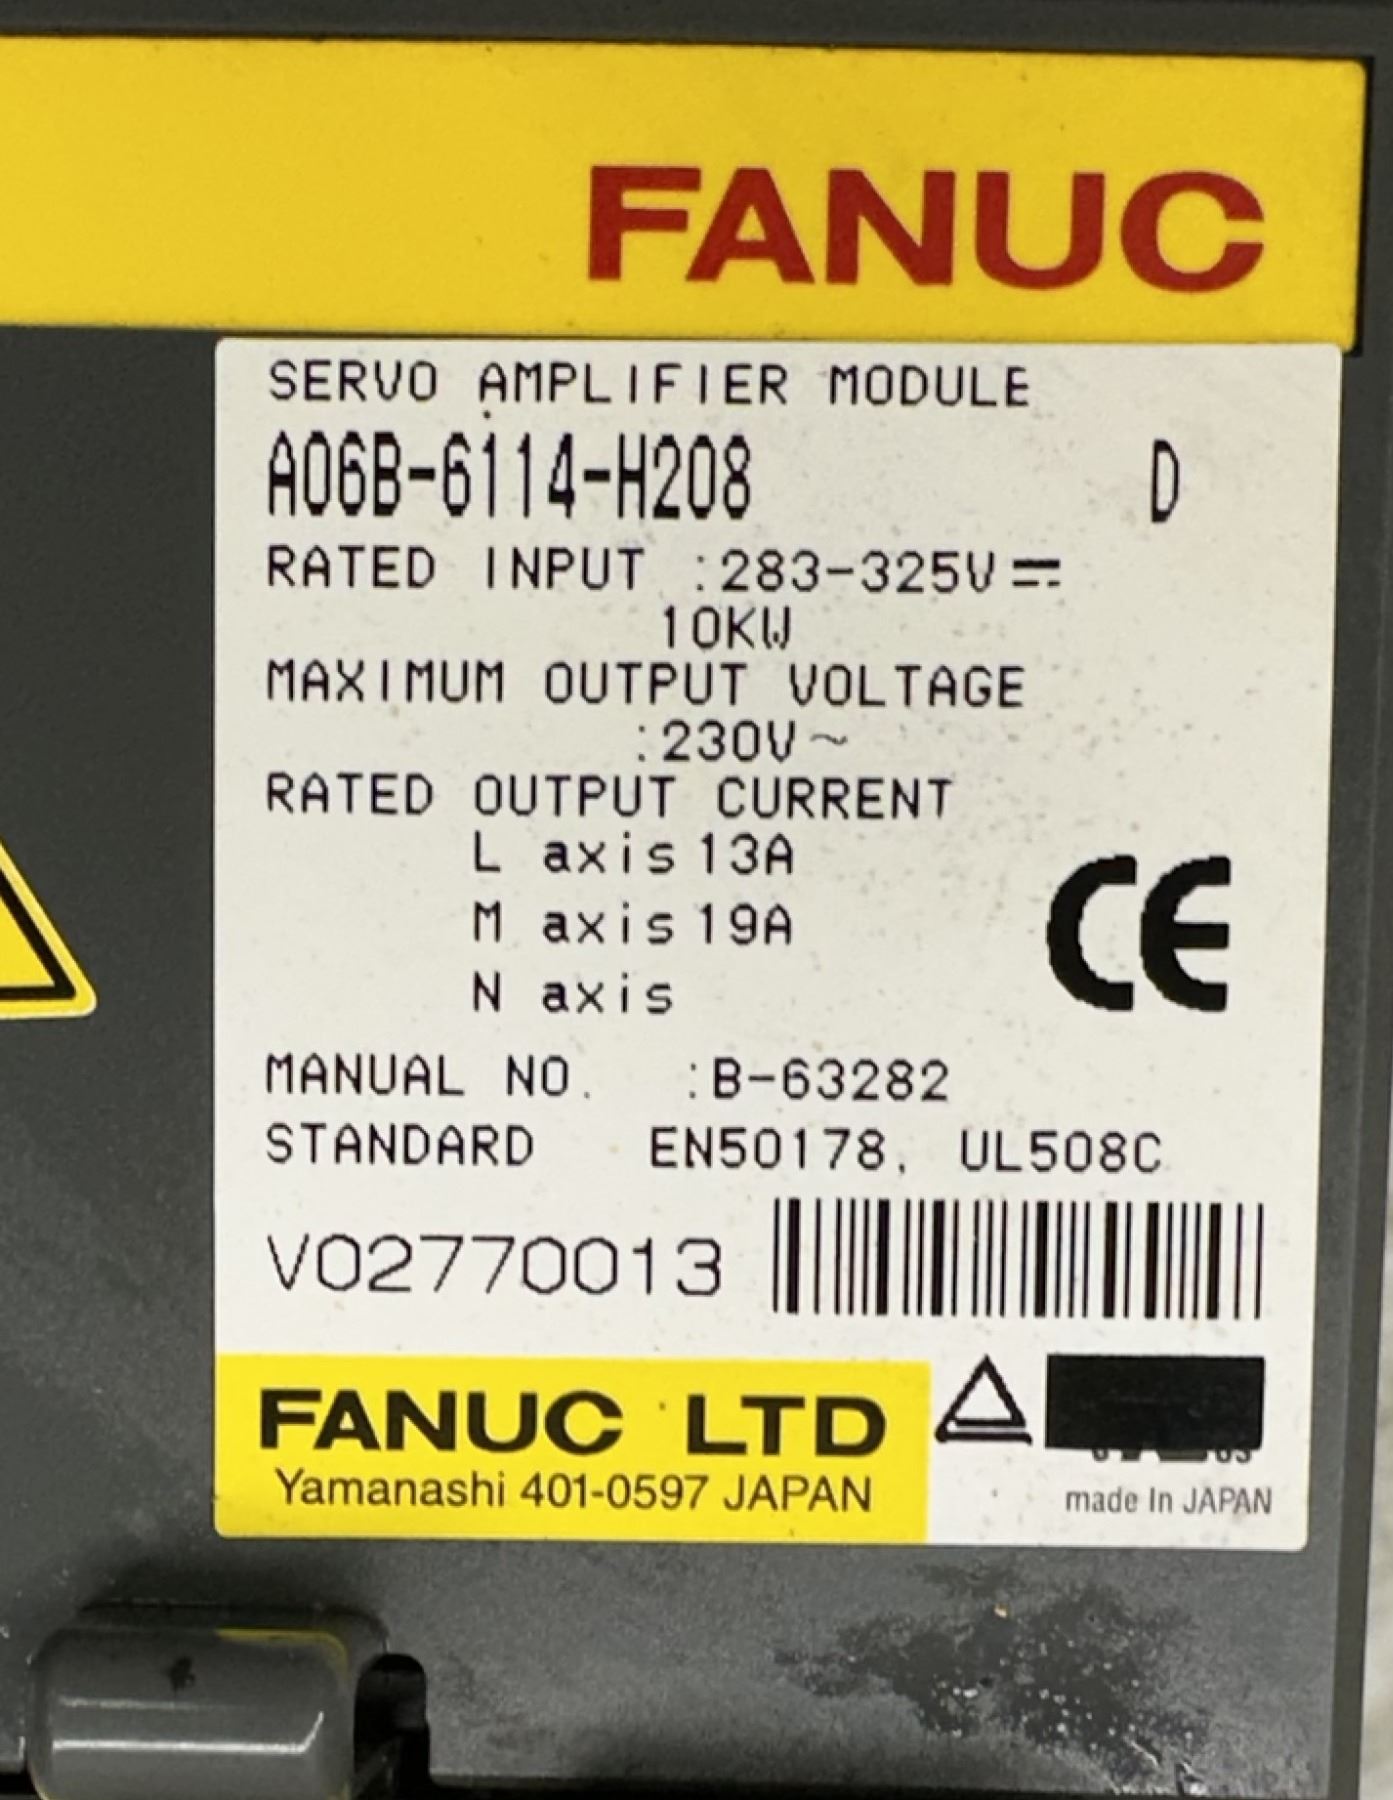 FANUC
SERVO AMPLIFIER MODULE
A06B-6114-H208 D
RATED INPUT :283-325V⎓
10KW
MAXIMUM OUTPUT VOLTAGE
:230V~
RATED OUTPUT CURRENT
L axis 13A
M axis 19A
N axis
MANUAL NO. :B-63282
STANDARD EN50178, UL508C
V02770013
CE
FANUC LTD
Yamanashi 401-0597 JAPAN
made In JAPAN